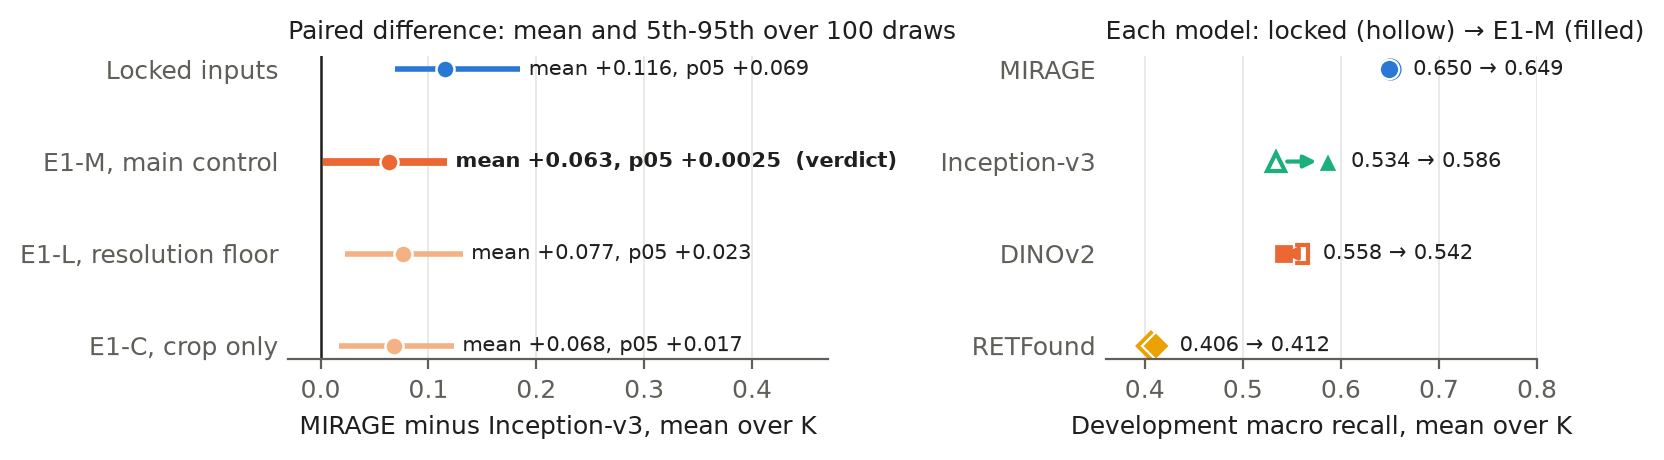 Paired difference: mean and 5th-95th over 100 draws
Locked inputs
mean +0.116, p05 +0.069
E1-M, main control
mean +0.063, p05 +0.0025  (verdict)
E1-L, resolution floor
mean +0.077, p05 +0.023
E1-C, crop only
mean +0.068, p05 +0.017
0.0 0.1 0.2 0.3 0.4
MIRAGE minus Inception-v3, mean over K
Each model: locked (hollow) → E1-M (filled)
MIRAGE
0.650 → 0.649
Inception-v3
0.534 → 0.586
DINOv2
0.558 → 0.542
RETFound
0.406 → 0.412
0.4 0.5 0.6 0.7 0.8
Development macro recall, mean over K